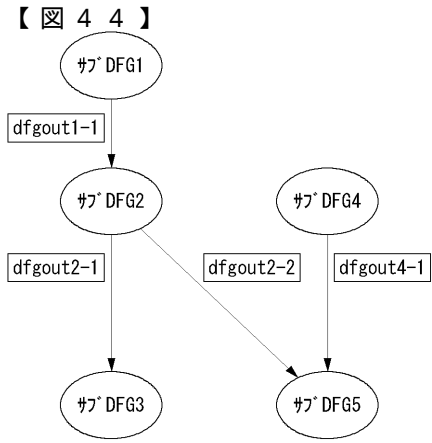 【図４４】
ｻﾌﾞDFG1
dfgout1-1
ｻﾌﾞDFG2
ｻﾌﾞDFG4
dfgout2-1
dfgout2-2
dfgout4-1
ｻﾌﾞDFG3
ｻﾌﾞDFG5